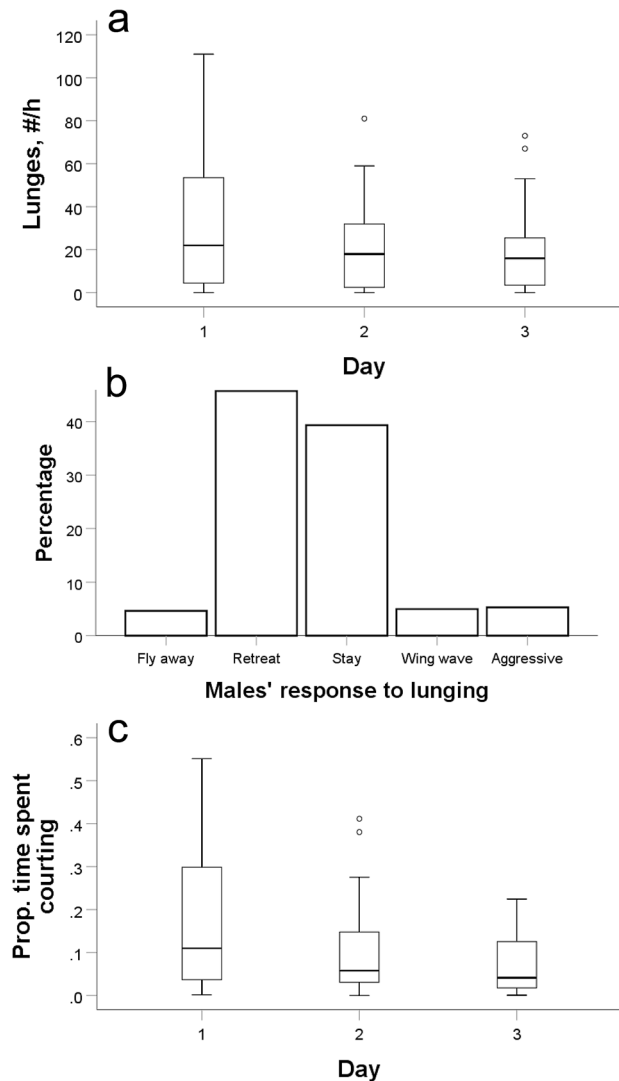 a
120
100
80
60
40
20
0
Lunges, #/h
1 2 3
Day
b
40
30
20
10
0
Percentage
Fly away Retreat Stay Wing wave Aggressive
Males' response to lunging
c
.6
.5
.4
.3
.2
.1
.0
Prop. time spent
courting
1 2 3
Day